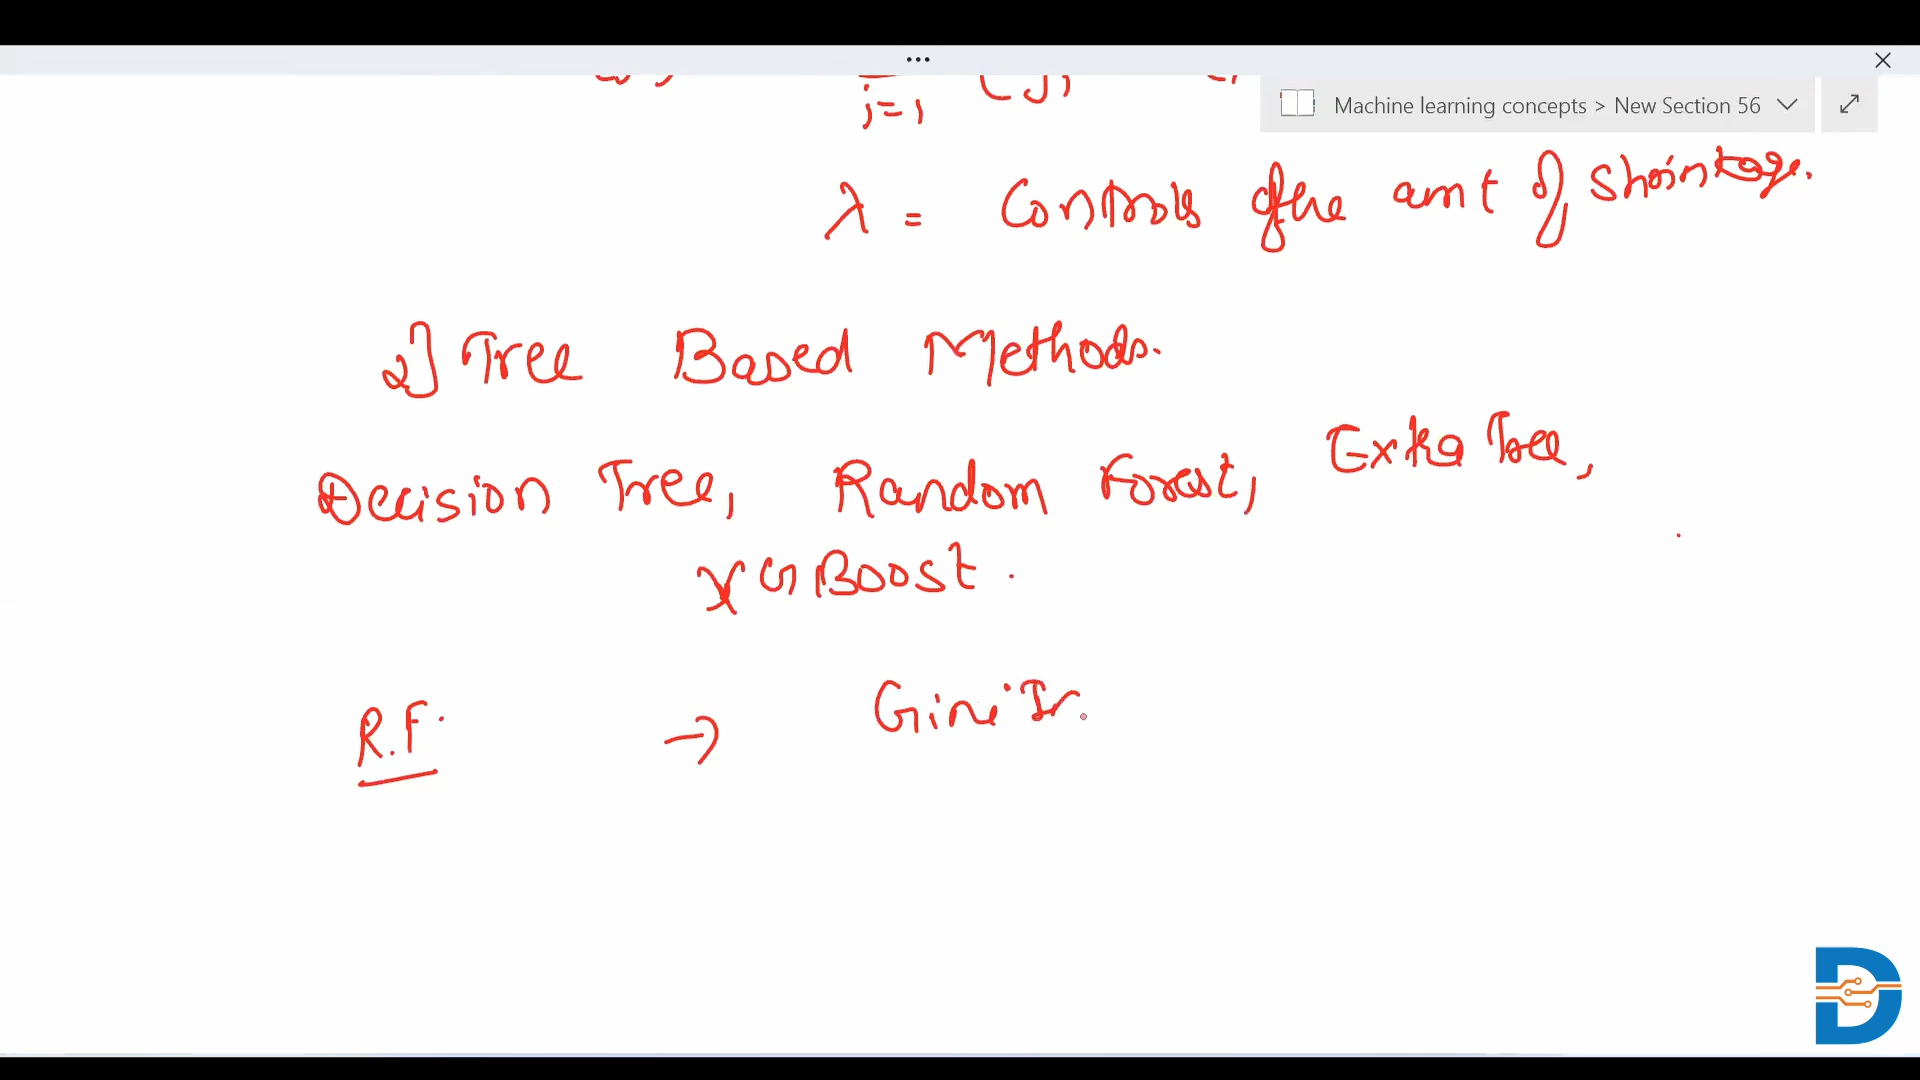 ...
j=1
Machine learning concepts > New Section 56
λ = Controls the amt of shrinkage.
2] Tree Based Methods.
Decision Tree, Random Forest, Extra Tree,
XGBoost.
R.F. → Gini Ir.